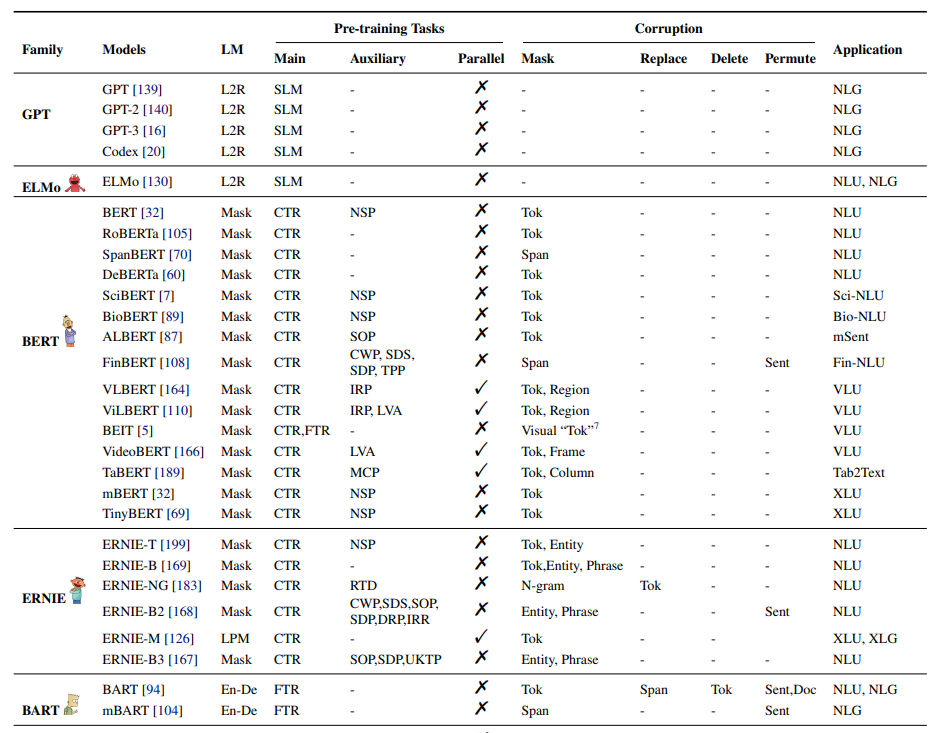 Pre-training Tasks Corruption
Family Models LM Application
Main Auxiliary Parallel Mask Replace Delete Permute
GPT [139] L2R SLM - ✗ - - - - NLG
GPT-2 [140] L2R SLM - ✗ - - - - NLG
GPT
GPT-3 [16] L2R SLM - ✗ - - - - NLG
Codex [20] L2R SLM - ✗ - - - - NLG
ELMo ELMo [130] L2R SLM - ✗ - - - - NLU, NLG
BERT [32] Mask CTR NSP ✗ Tok - - - NLU
RoBERTa [105] Mask CTR - ✗ Tok - - - NLU
SpanBERT [70] Mask CTR - ✗ Span - - - NLU
DeBERTa [60] Mask CTR - ✗ Tok - - - NLU
SciBERT [7] Mask CTR NSP ✗ Tok - - - Sci-NLU
BioBERT [89] Mask CTR NSP ✗ Tok - - - Bio-NLU
ALBERT [87] Mask CTR SOP ✗ Tok - - - mSent
BERT
CWP, SDS,
FinBERT [108] Mask CTR ✗ Span - - Sent Fin-NLU
SDP, TPP
VLBERT [164] Mask CTR IRP ✓ Tok, Region - - - VLU
ViLBERT [110] Mask CTR IRP, LVA ✓ Tok, Region - - - VLU
BEIT [5] Mask CTR,FTR - ✗ Visual “Tok”7 - - - VLU
VideoBERT [166] Mask CTR LVA ✓ Tok, Frame - - - VLU
TaBERT [189] Mask CTR MCP ✓ Tok, Column - - - Tab2Text
mBERT [32] Mask CTR NSP ✗ Tok - - - XLU
TinyBERT [69] Mask CTR NSP ✗ Tok - - - XLU
ERNIE-T [199] Mask CTR NSP ✗ Tok, Entity - - - NLU
ERNIE-B [169] Mask CTR - ✗ Tok,Entity, Phrase - - - NLU
ERNIE-NG [183] Mask CTR RTD ✗ N-gram Tok - - NLU
ERNIE
CWP,SDS,SOP,
ERNIE-B2 [168] Mask CTR ✗ Entity, Phrase - - Sent NLU
SDP,DRP,IRR
ERNIE-M [126] LPM CTR - ✓ Tok - - XLU, XLG
ERNIE-B3 [167] Mask CTR SOP,SDP,UKTP ✗ Entity, Phrase - - - NLU
BART [94] En-De FTR - ✗ Tok Span Tok Sent,Doc NLU, NLG
BART
mBART [104] En-De FTR - ✗ Span - - Sent NLG